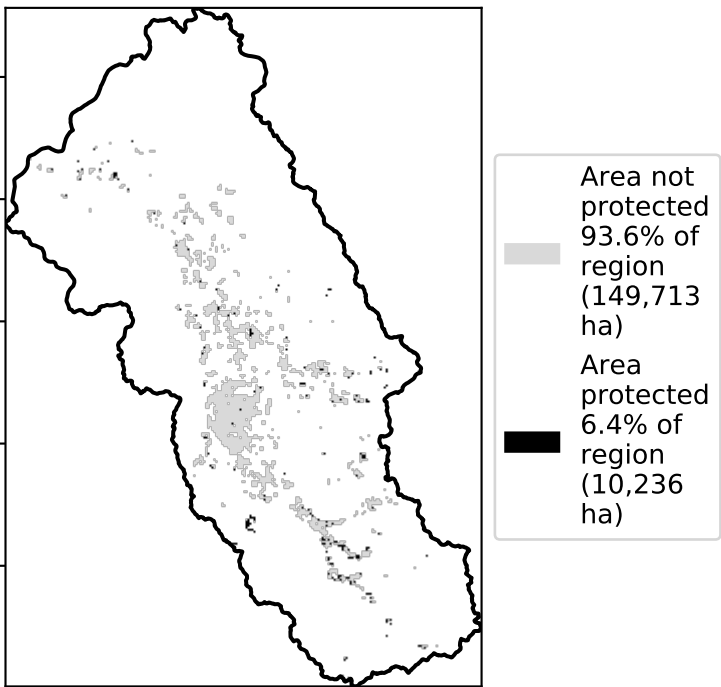 Area not
protected
93.6% of
region
(149,713
ha)
Area
protected
6.4% of
region
(10,236
ha)